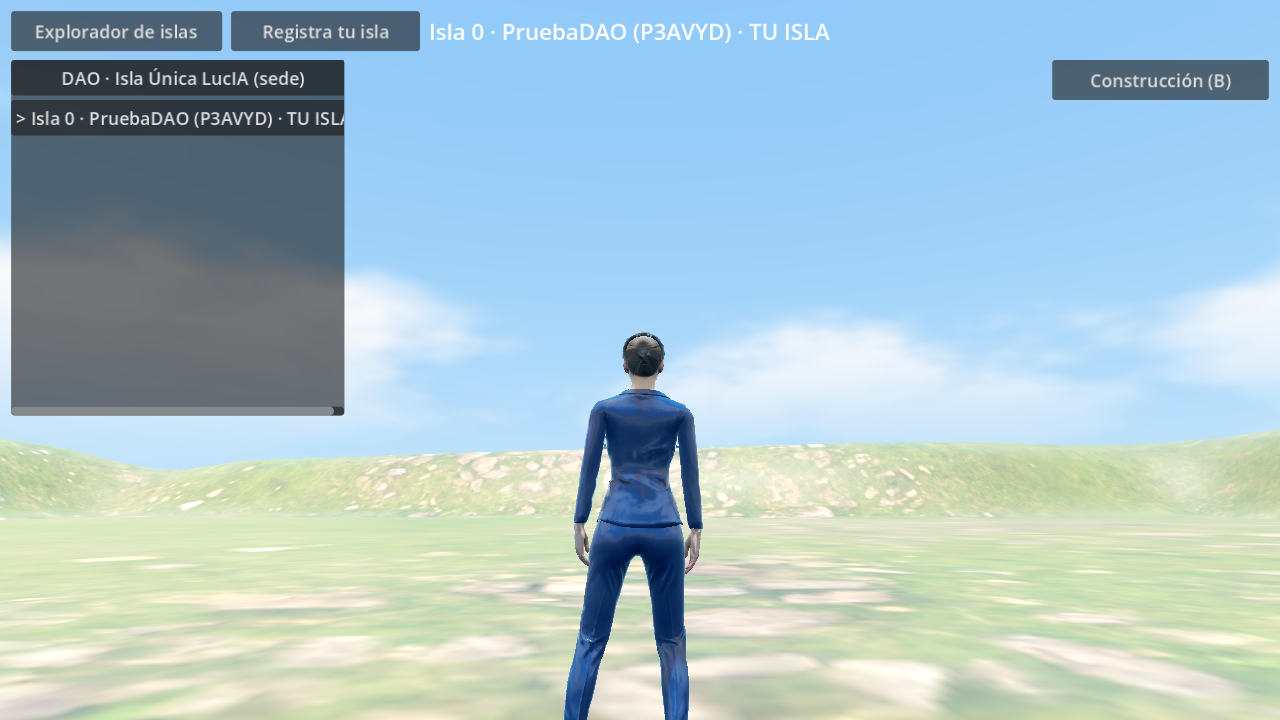 Explorador de islas
Registra tu isla
Isla 0 · PruebaDAO (P3AVYD) · TU ISLA
DAO · Isla Única LucIA (sede)
Construcción (B)
> Isla 0 · PruebaDAO (P3AVYD) · TU ISLA